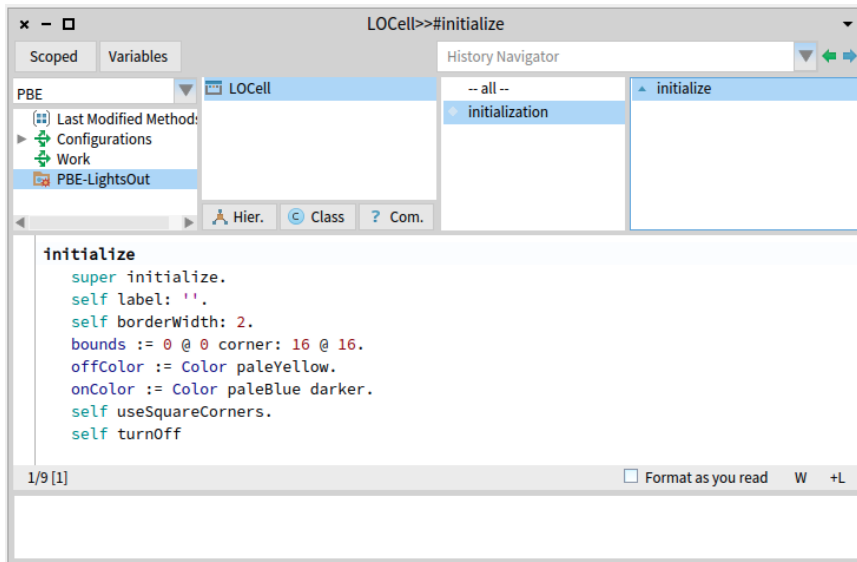 LOCell>>#initialize
Scoped Variables History Navigator
PBE
Last Modified Methods
Configurations
Work
PBE-LightsOut
LOCell
Hier. Class ? Com.
-- all --
initialization
initialize
initialize
super initialize.
self label: ''.
self borderWidth: 2.
bounds := 0 @ 0 corner: 16 @ 16.
offColor := Color paleYellow.
onColor := Color paleBlue darker.
self useSquareCorners.
self turnOff
1/9 [1] Format as you read W +L